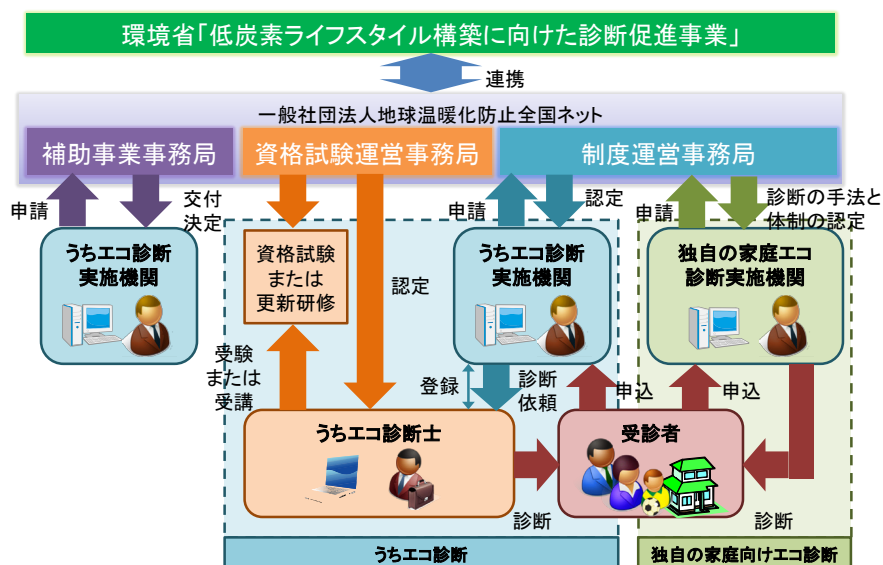 環境省「低炭素ライフスタイル構築に向けた診断促進事業」
連携
一般社団法人地球温暖化防止全国ネット
補助事業事務局
資格試験運営事務局
制度運営事務局
申請
交付
決定
申請
認定
申請
診断の手法と
体制の認定
うちエコ診断
実施機関
資格試験
または
更新研修
認定
うちエコ診断
実施機関
独自の家庭エコ
診断実施機関
受験
または
受講
登録
診断
依頼
申込
申込
うちエコ診断士
受診者
診断
診断
うちエコ診断
独自の家庭向けエコ診断